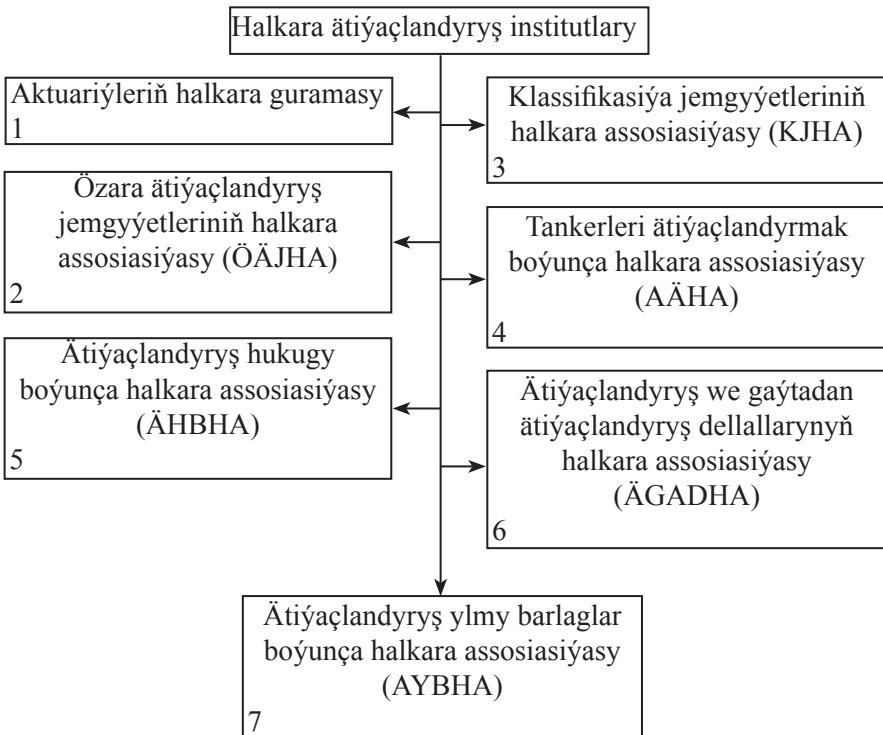 Halkara ätiýaçlandyryş institutlary
Aktuariýleriň halkara guramasy
1
Özara ätiýaçlandyryş
jemgyýetleriniň halkara
assosiasiýasy (ÖÄJHA)
2
Klassifikasiýa jemgyýetleriniň
halkara assosiasiýasy (KJHA)
3
Tankerleri ätiýaçlandyrmak
boýunça halkara assosiasiýasy
(AÄHA)
4
Ätiýaçlandyryş hukugy
boýunça halkara assosiasiýasy
(ÄHBHA)
5
Ätiýaçlandyryş we gaýtadan
ätiýaçlandyryş dellallarynyň
halkara assosiasiýasy
(ÄGADHA)
6
Ätiýaçlandyryş ylmy barlaglar
boýunça halkara assosiasiýasy
(AYBHA)
7